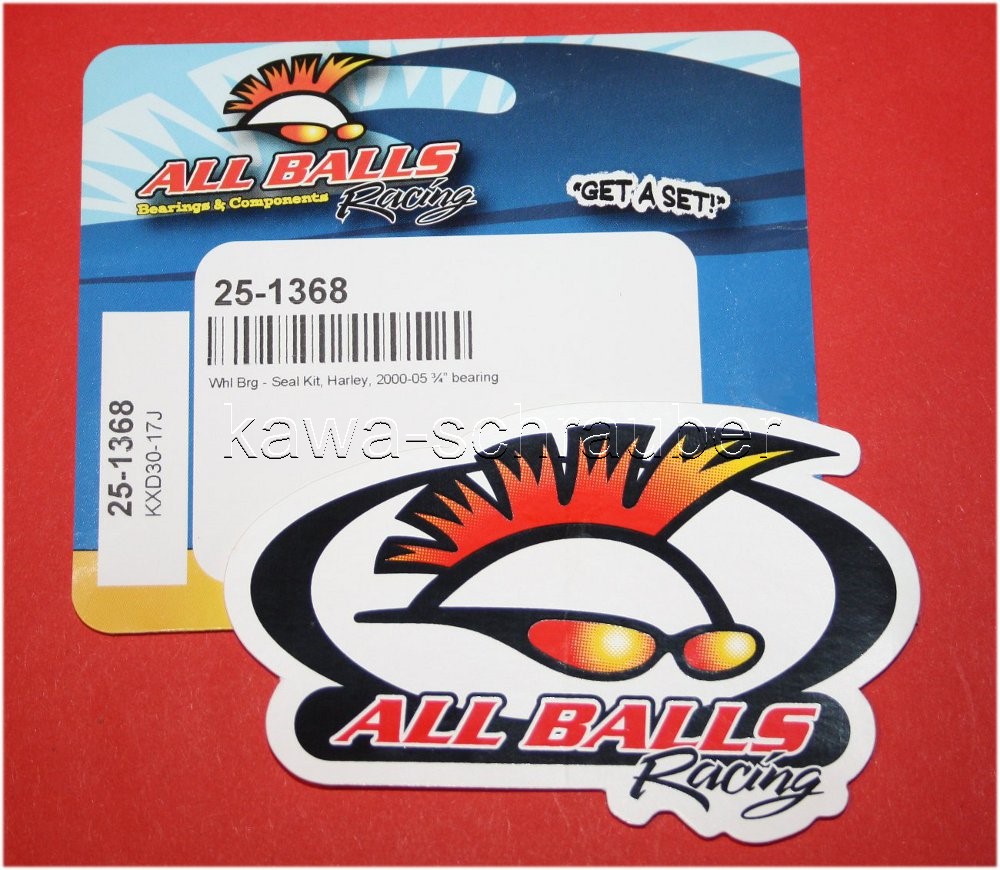 ALL BALLS
Bearings & Components
Racing
"GET A SET!"
25-1368
Whl Brg - Seal Kit, Harley, 2000-05 ¾" bearing
25-1368
KXD30-17J
kawa-schrauber
ALL BALLS
Racing